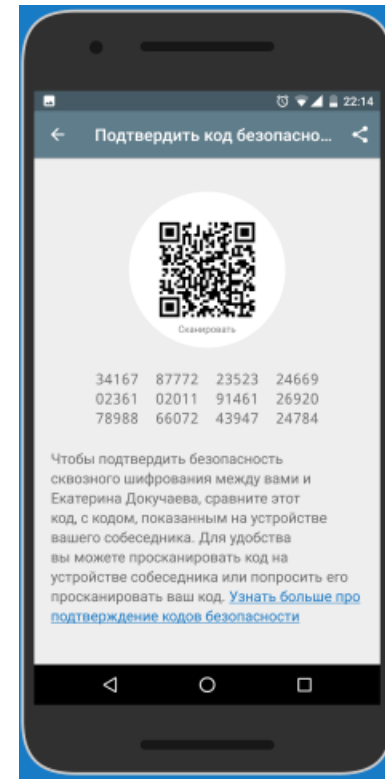 22:14
Подтвердить код безопасно...
Сканировать
34167 87772 23523 24669
02361 02011 91461 26920
78988 66072 43947 24784
Чтобы подтвердить безопасность
сквозного шифрования между вами и
Екатерина Докучаева, сравните этот
код, с кодом, показанным на устройстве
вашего собеседника. Для удобства
вы можете просканировать код на
устройстве собеседника или попросить его
просканировать ваш код. Узнать больше про
подтверждение кодов безопасности